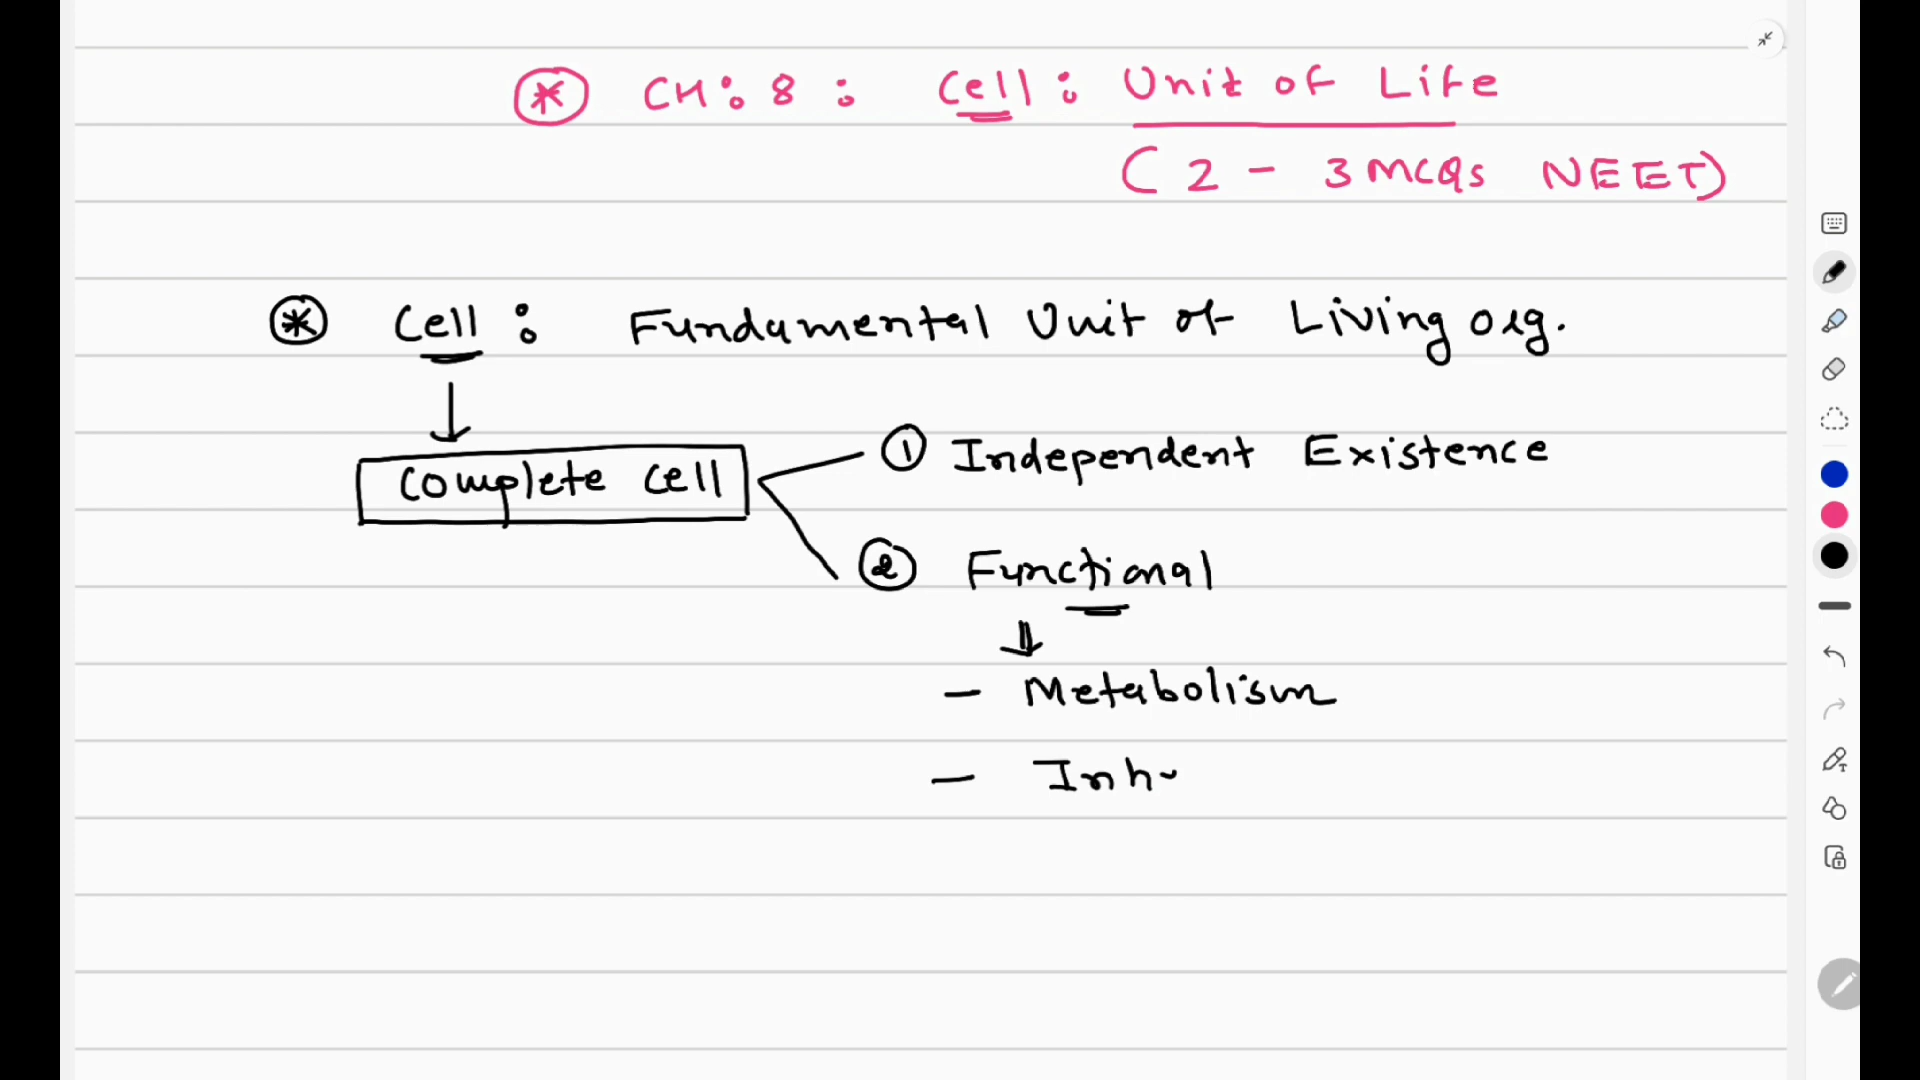 * CH: 8 : Cell: Unit of Life
(2 - 3 MCQs NEET)
* Cell : Fundamental Unit of Living org.
Complete cell
1 Independent Existence
2 Functional
- Metabolism
- Inh